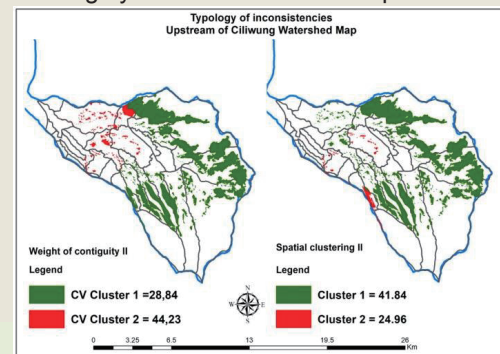 Typology of inconsistencies
Upstream of Ciliwung Watershed Map
Weight of contiguity II
Legend
CV Cluster 1 =28,84
CV Cluster 2 = 44,23
Spatial clustering II
Legend
Cluster 1 = 41.84
Cluster 2 = 24.96
N
W
E
S
0 3.25 6.5 13 19.5 26
Km